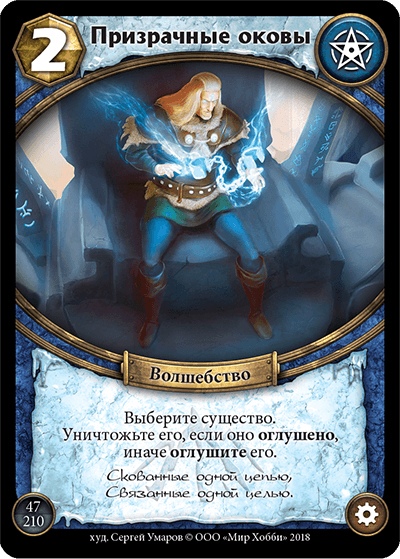 2
Призрачные оковы
Волшебство
Выберите существо.
Уничтожьте его, если оно оглушено,
иначе оглушите его.
Скованные одной цепью,
Связанные одной целью.
47
210
худ. Сергей Умаров © ООО «Мир Хобби» 2018